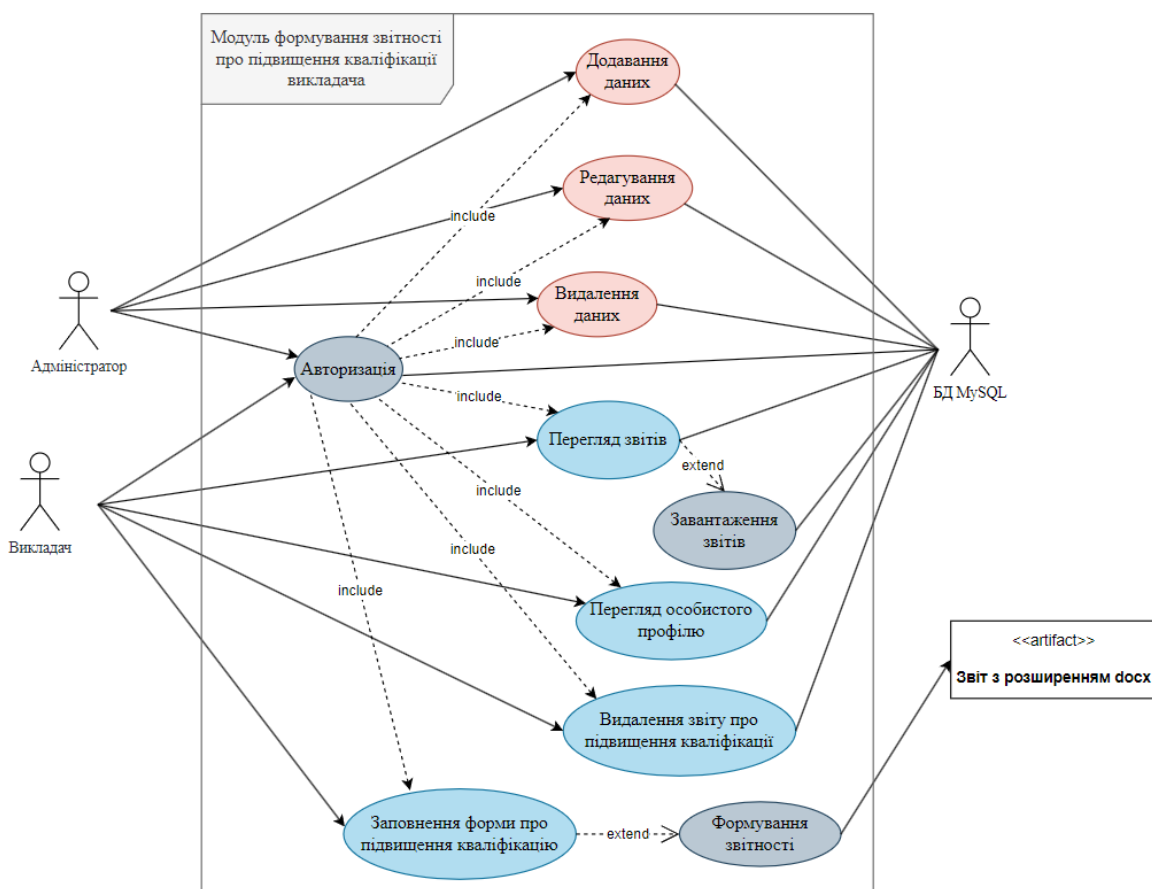 Модуль формування звітності
про підвищення кваліфікації
викладача
Додавання
даних
Редагування
даних
include
include
Видалення
даних
include
Адміністратор
Авторизація
БД MySQL
include
Перегляд звітів
extend
Викладач
include
Завантаження
звітів
include
include
Перегляд особистого
профілю
<<artifact>>
Звіт з розширенням docx
Видалення звіту про
підвищення кваліфікації
Заповнення форми про
підвищення кваліфікацію
extend
Формування
звітності